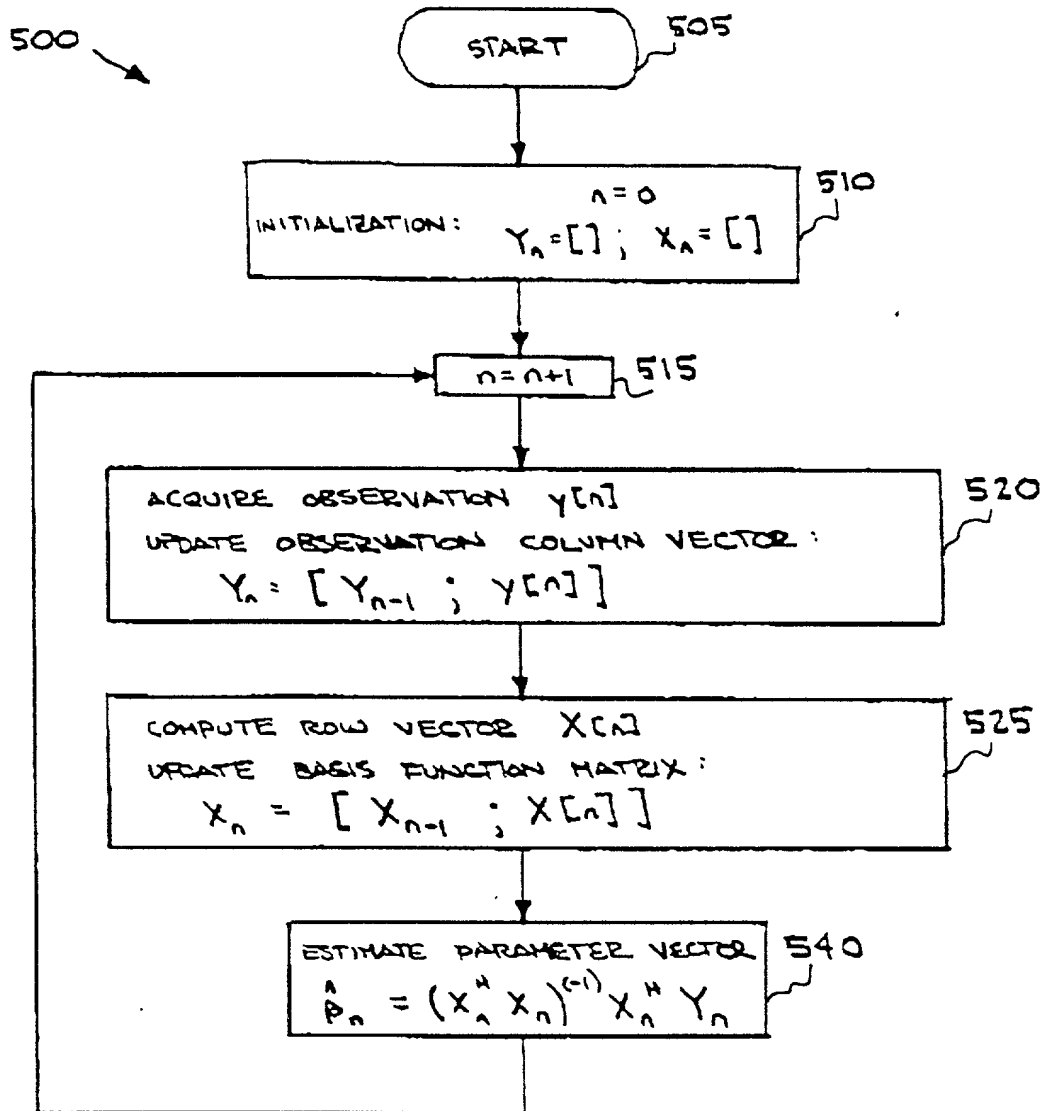 500
START
505
510
n = 0
INITIALIZATION: Yₙ = [ ] ; Xₙ = [ ]
n = n+1
515
520
ACQUIRE OBSERVATION y[n]
UPDATE OBSERVATION COLUMN VECTOR :
Yₙ = [ Yₙ₋₁ ; y[n] ]
525
COMPUTE ROW VECTOR X[n]
UPDATE BASIS FUNCTION MATRIX :
Xₙ = [ Xₙ₋₁ ; X[n] ]
540
ESTIMATE PARAMETER VECTOR
β̂ₙ = (Xₙᴴ Xₙ)⁽⁻¹⁾ Xₙᴴ Yₙ